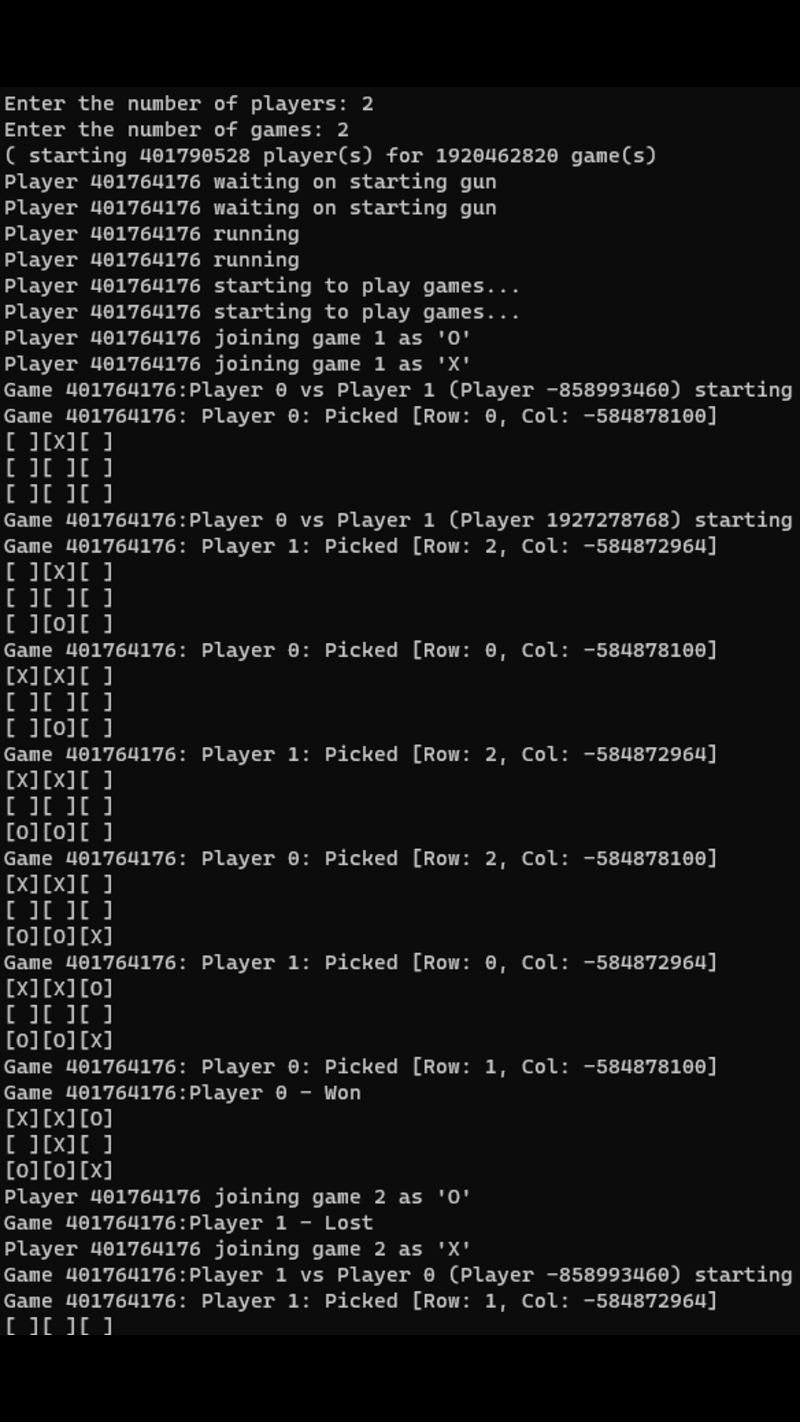 Enter the number of players: 2
Enter the number of games: 2
( starting 401790528 player(s) for 1920462820 game(s)
Player 401764176 waiting on starting gun
Player 401764176 waiting on starting gun
Player 401764176 running
Player 401764176 running
Player 401764176 starting to play games...
Player 401764176 starting to play games...
Player 401764176 joining game 1 as 'O'
Player 401764176 joining game 1 as 'X'
Game 401764176:Player 0 vs Player 1 (Player -858993460) starting
Game 401764176: Player 0: Picked [Row: 0, Col: -584878100]
[ ][X][ ]
[ ][ ][ ]
[ ][ ][ ]
Game 401764176:Player 0 vs Player 1 (Player 1927278768) starting
Game 401764176: Player 1: Picked [Row: 2, Col: -584872964]
[ ][X][ ]
[ ][ ][ ]
[ ][O][ ]
Game 401764176: Player 0: Picked [Row: 0, Col: -584878100]
[X][X][ ]
[ ][ ][ ]
[ ][O][ ]
Game 401764176: Player 1: Picked [Row: 2, Col: -584872964]
[X][X][ ]
[ ][ ][ ]
[O][O][ ]
Game 401764176: Player 0: Picked [Row: 2, Col: -584878100]
[X][X][ ]
[ ][ ][ ]
[O][O][X]
Game 401764176: Player 1: Picked [Row: 0, Col: -584872964]
[X][X][O]
[ ][ ][ ]
[O][O][X]
Game 401764176: Player 0: Picked [Row: 1, Col: -584878100]
Game 401764176:Player 0 - Won
[X][X][O]
[ ][X][ ]
[O][O][X]
Player 401764176 joining game 2 as 'O'
Game 401764176:Player 1 - Lost
Player 401764176 joining game 2 as 'X'
Game 401764176:Player 1 vs Player 0 (Player -858993460) starting
Game 401764176: Player 1: Picked [Row: 1, Col: -584872964]
[ ][ ][ ]